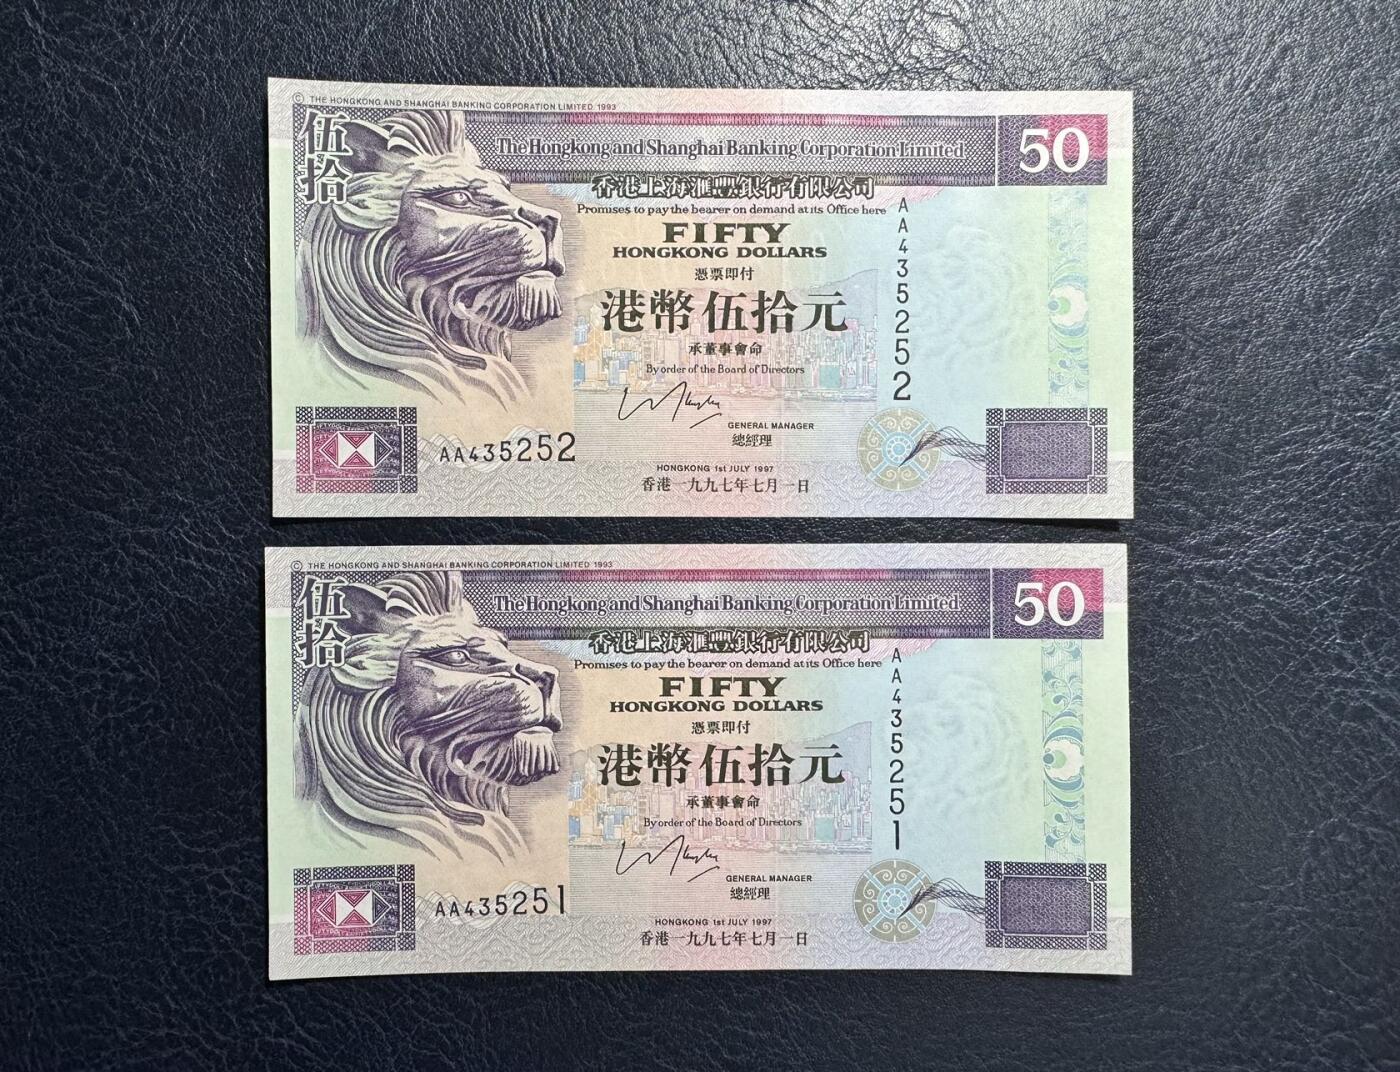 © THE HONGKONG AND SHANGHAI BANKING CORPORATION LIMITED 1993
伍拾
The Hongkong and Shanghai Banking Corporation Limited
50
香港上海滙豐銀行有限公司
Promises to pay the bearer on demand at its Office here
FIFTY
HONGKONG DOLLARS
憑票即付
港幣伍拾元
承董事會命
By order of the Board of Directors
AA435252
GENERAL MANAGER
總經理
AA435252
HONGKONG 1st JULY 1997
香港一九九七年七月一日
© THE HONGKONG AND SHANGHAI BANKING CORPORATION LIMITED 1993
伍拾
The Hongkong and Shanghai Banking Corporation Limited
50
香港上海滙豐銀行有限公司
Promises to pay the bearer on demand at its Office here
FIFTY
HONGKONG DOLLARS
憑票即付
港幣伍拾元
承董事會命
By order of the Board of Directors
AA435251
GENERAL MANAGER
總經理
AA435251
HONGKONG 1st JULY 1997
香港一九九七年七月一日